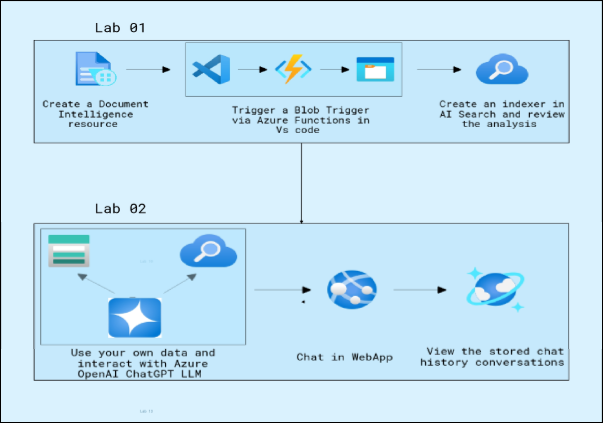 Lab 01
Create a Document
Intelligence
resource
Trigger a Blob Trigger
via Azure Functions in
Vs code
Create an indexer in
AI Search and review
the analysis
Lab 02
Use your own data and
interact with Azure
OpenAI ChatGPT LLM
Chat in WebApp
View the stored chat
history conversations